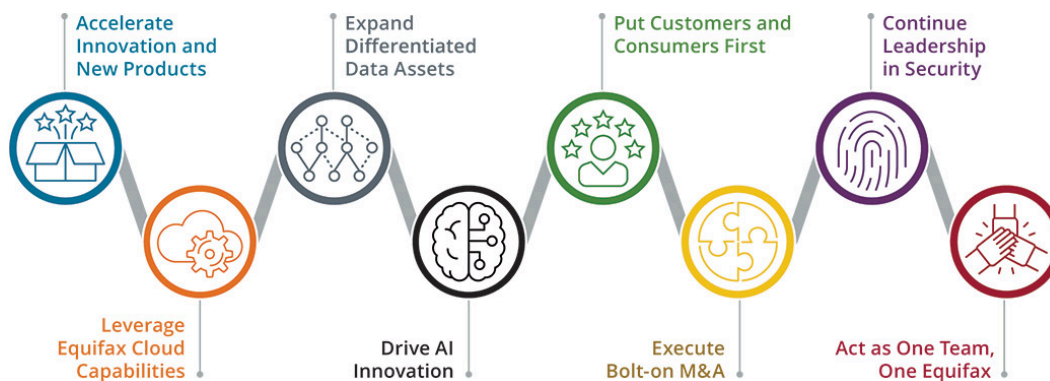 Accelerate
Innovation and
New Products
Expand
Differentiated
Data Assets
Put Customers and
Consumers First
Continue
Leadership
in Security
Leverage
Equifax Cloud
Capabilities
Drive AI
Innovation
Execute
Bolt-on M&A
Act as One Team,
One Equifax